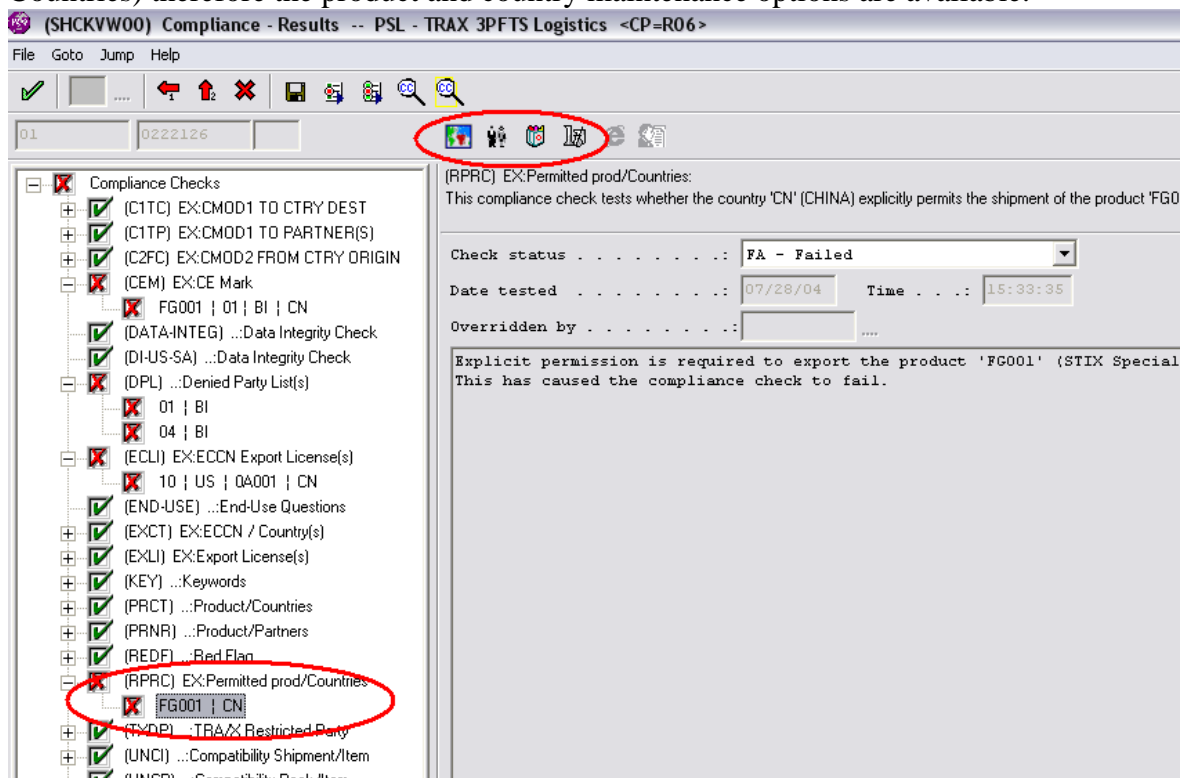 Countries) therefore the product and country maintenance options are available.
(SHCKVW00) Compliance - Results -- PSL - TRAX 3PFTS Logistics <CP=R06>
File Goto Jump Help
01 0222126
Compliance Checks
(C1TC) EX:CMOD1 TO CTRY DEST
(C1TP) EX:CMOD1 TO PARTNER(S)
(C2FC) EX:CMOD2 FROM CTRY ORIGIN
(CEM) EX:CE Mark
FG001 ¦ 01 ¦ BI ¦ CN
(DATA-INTEG) ..:Data Integrity Check
(DI-US-SA) ..:Data Integrity Check
(DPL) ..:Denied Party List(s)
01 ¦ BI
04 ¦ BI
(ECLI) EX:ECCN Export License(s)
10 ¦ US ¦ 0A001 ¦ CN
(END-USE) ..:End-Use Questions
(EXCT) EX:ECCN / Country(s)
(EXLI) EX:Export License(s)
(KEY) ..:Keywords
(PRCT) ..:Product/Countries
(PRNR) ..:Product/Partners
(REDF) ..:Red Flag
(RPRC) EX:Permitted prod/Countries
FG001 ¦ CN
(TXDP) ..:TRA/X Restricted Party
(UNCI) ..:Compatibility Shipment/Item
(RPRC) EX:Permitted prod/Countries:
This compliance check tests whether the country 'CN' (CHINA) explicitly permits the shipment of the product 'FG0
Check status . . . . . . . .: FA - Failed
Date tested . . . . . . . .: 07/28/04 Time . . .: 15:33:35
Overridden by . . . . . . . .: ....
Explicit permission is required to export the product 'FG001' (STIX Special
This has caused the compliance check to fail.